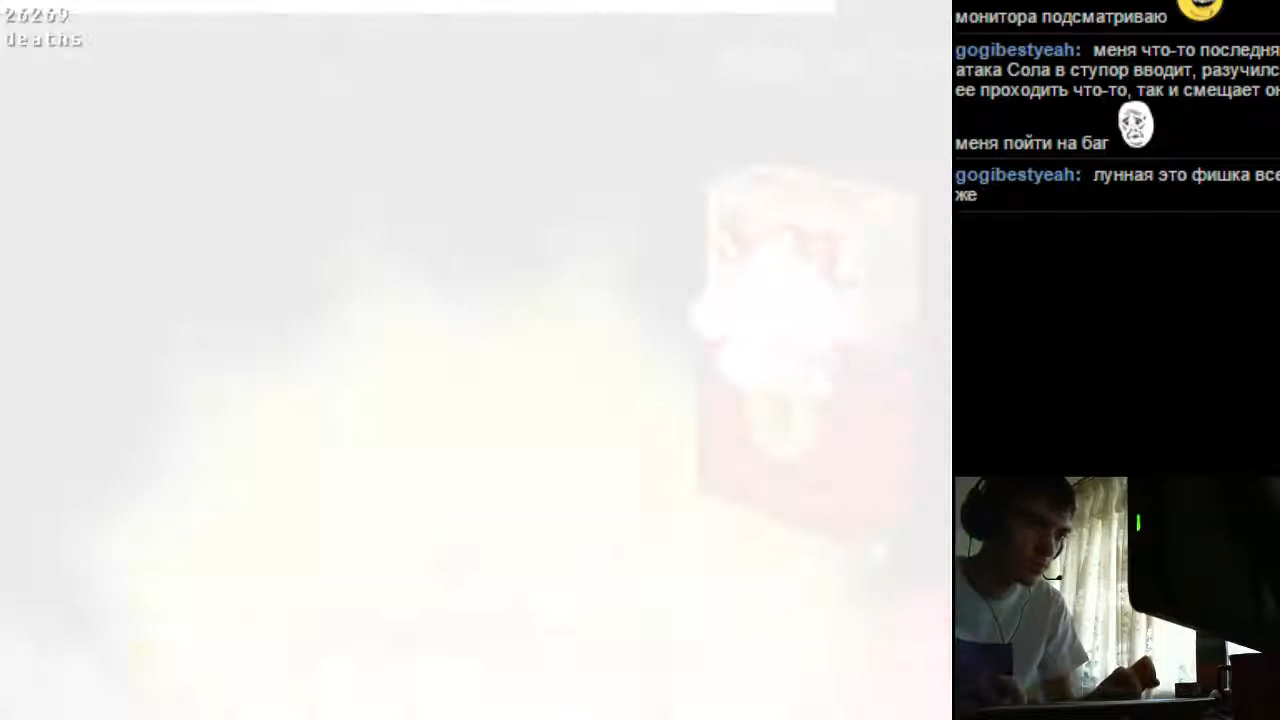 26269
deaths
монитора подсматриваю
gogibestyeah: меня что-то последня
атака Сола в ступор вводит, разучилс
ее проходить что-то, так и смещает он
меня пойти на баг
gogibestyeah: лунная это фишка все
же